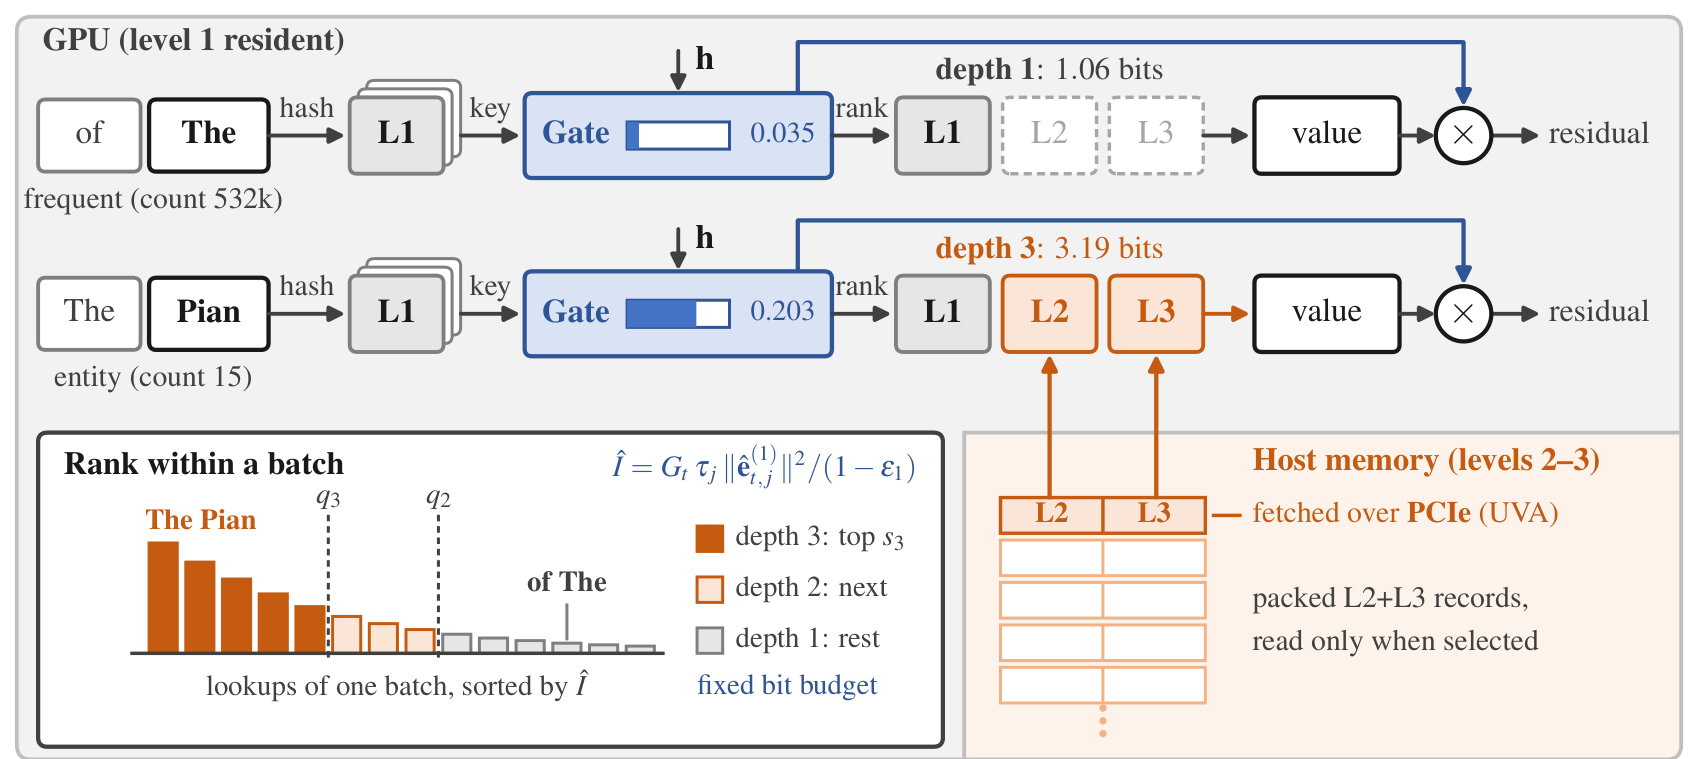 GPU (level 1 resident)
h
depth 1: 1.06 bits
of The hash L1 key Gate 0.035 rank L1 L2 L3 value × residual
frequent (count 532k)
h
depth 3: 3.19 bits
The Pian hash L1 key Gate 0.203 rank L1 L2 L3 value × residual
entity (count 15)
Rank within a batch
Î = G_t τ_j ‖ê_{t,j}^{(1)}‖²/(1 − ε₁)
q₃ q₂
The Pian
of The
depth 3: top s₃
depth 2: next
depth 1: rest
lookups of one batch, sorted by Î
fixed bit budget
Host memory (levels 2–3)
L2 L3 fetched over PCIe (UVA)
packed L2+L3 records,
read only when selected